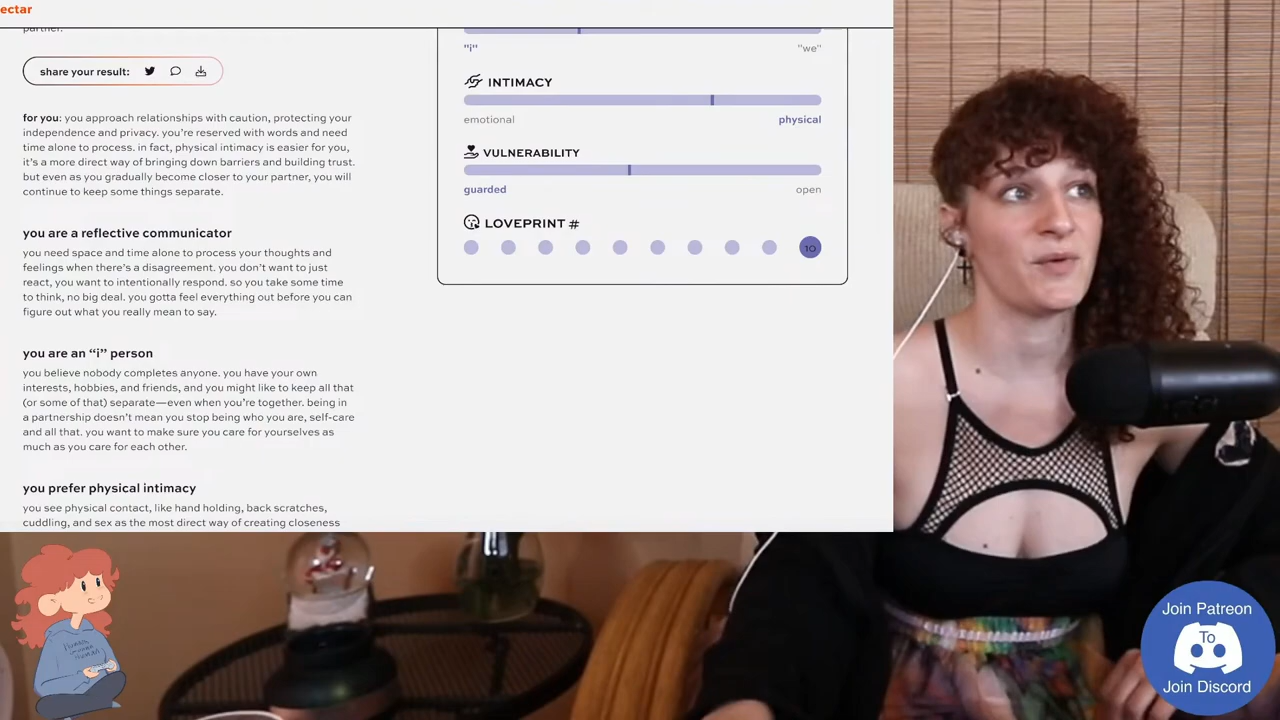 ectar
partner.
share your result:
for you: you approach relationships with caution, protecting your
independence and privacy. you're reserved with words and need
time alone to process. in fact, physical intimacy is easier for you,
it's a more direct way of bringing down barriers and building trust.
but even as you gradually become closer to your partner, you will
continue to keep some things separate.
you are a reflective communicator
you need space and time alone to process your thoughts and
feelings when there's a disagreement. you don't want to just
react, you want to intentionally respond. so you take some time
to think, no big deal. you gotta feel everything out before you can
figure out what you really mean to say.
you are an “i” person
you believe nobody completes anyone. you have your own
interests, hobbies, and friends, and you might like to keep all that
(or some of that) separate—even when you're together. being in
a partnership doesn't mean you stop being who you are, self-care
and all that. you want to make sure you care for yourselves as
much as you care for each other.
you prefer physical intimacy
you see physical contact, like hand holding, back scratches,
cuddling, and sex as the most direct way of creating closeness
"i" "we"
INTIMACY
emotional physical
VULNERABILITY
guarded open
LOVEPRINT #
10
Join Patreon
To
Join Discord